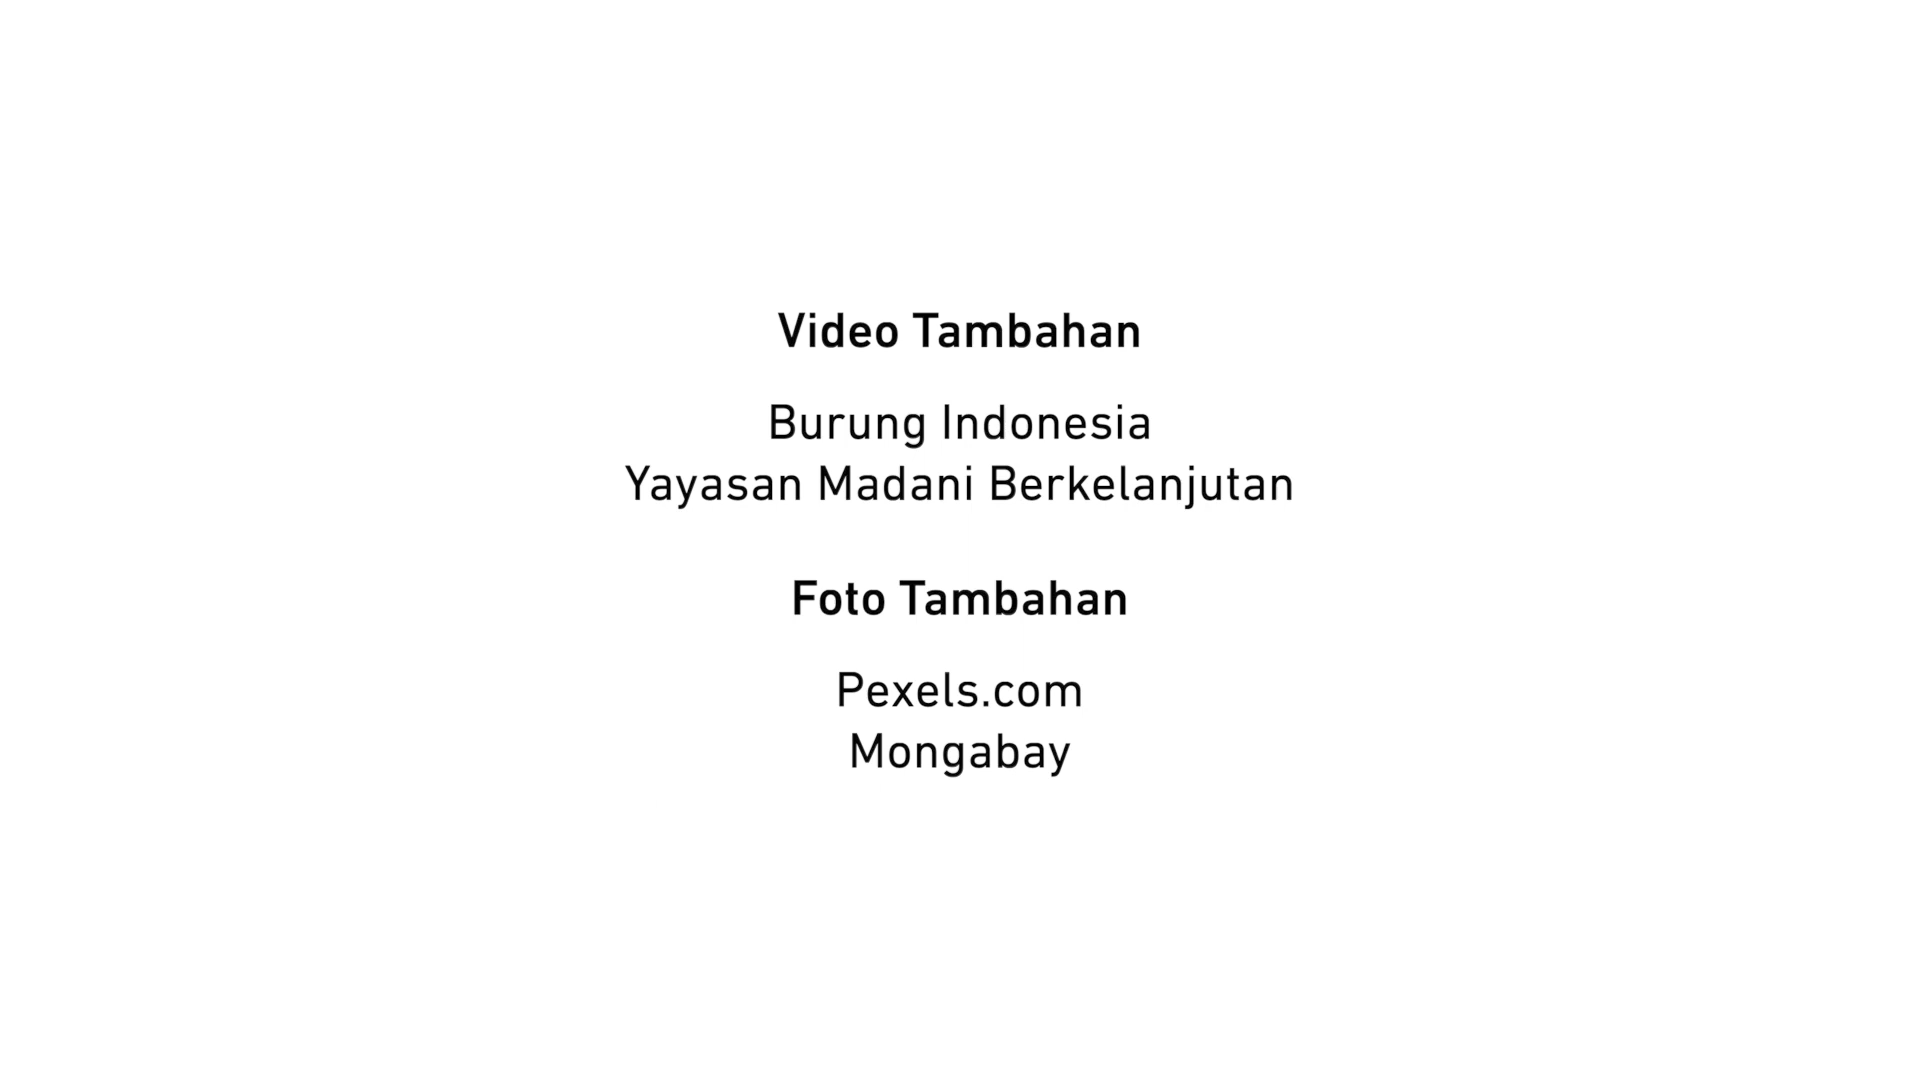 Video Tambahan
Burung Indonesia
Yayasan Madani Berkelanjutan
Foto Tambahan
Pexels.com
Mongabay